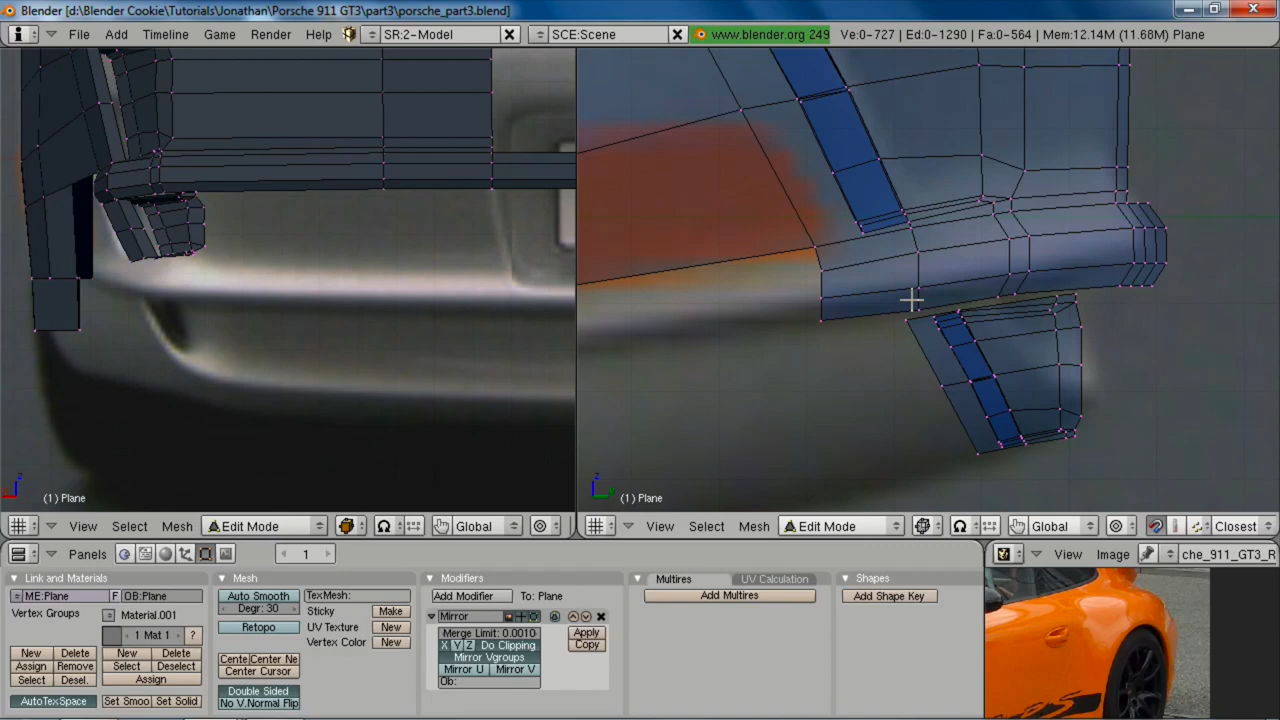 Blender [d:\Blender Cookie\Tutorials\Jonathan\Porsche 911 GT3\part3\porsche_part3.blend]
File Add Timeline Game Render Help SR:2-Model SCE:Scene www.blender.org 249 Ve:0-727 | Ed:0-1290 | Fa:0-564 | Mem:12.14M (11.68M) Plane
(1) Plane (1) Plane
View Select Mesh Edit Mode Global View Select Mesh Edit Mode Global Closest
Panels 1 View Image che_911_GT3_R
Link and Materials Mesh Modifiers Multires UV Calculation Shapes
ME:Plane F OB:Plane Auto Smooth TexMesh: Add Modifier To: Plane Add Multires Add Shape Key
Vertex Groups Material.001 Degr: 30 Sticky Make Mirror
1 Mat 1 ? Retopo UV Texture New Merge Limit: 0.0010 Apply
Vertex Color New X Y Z Do Clipping Copy
New Delete New Delete Cente Center Ne Mirror Vgroups
Assign Remove Select Deselect Center Cursor Mirror U Mirror V
Select Desel. Assign Ob:
Double Sided
AutoTexSpace Set Smoo Set Solid No V.Normal Flip